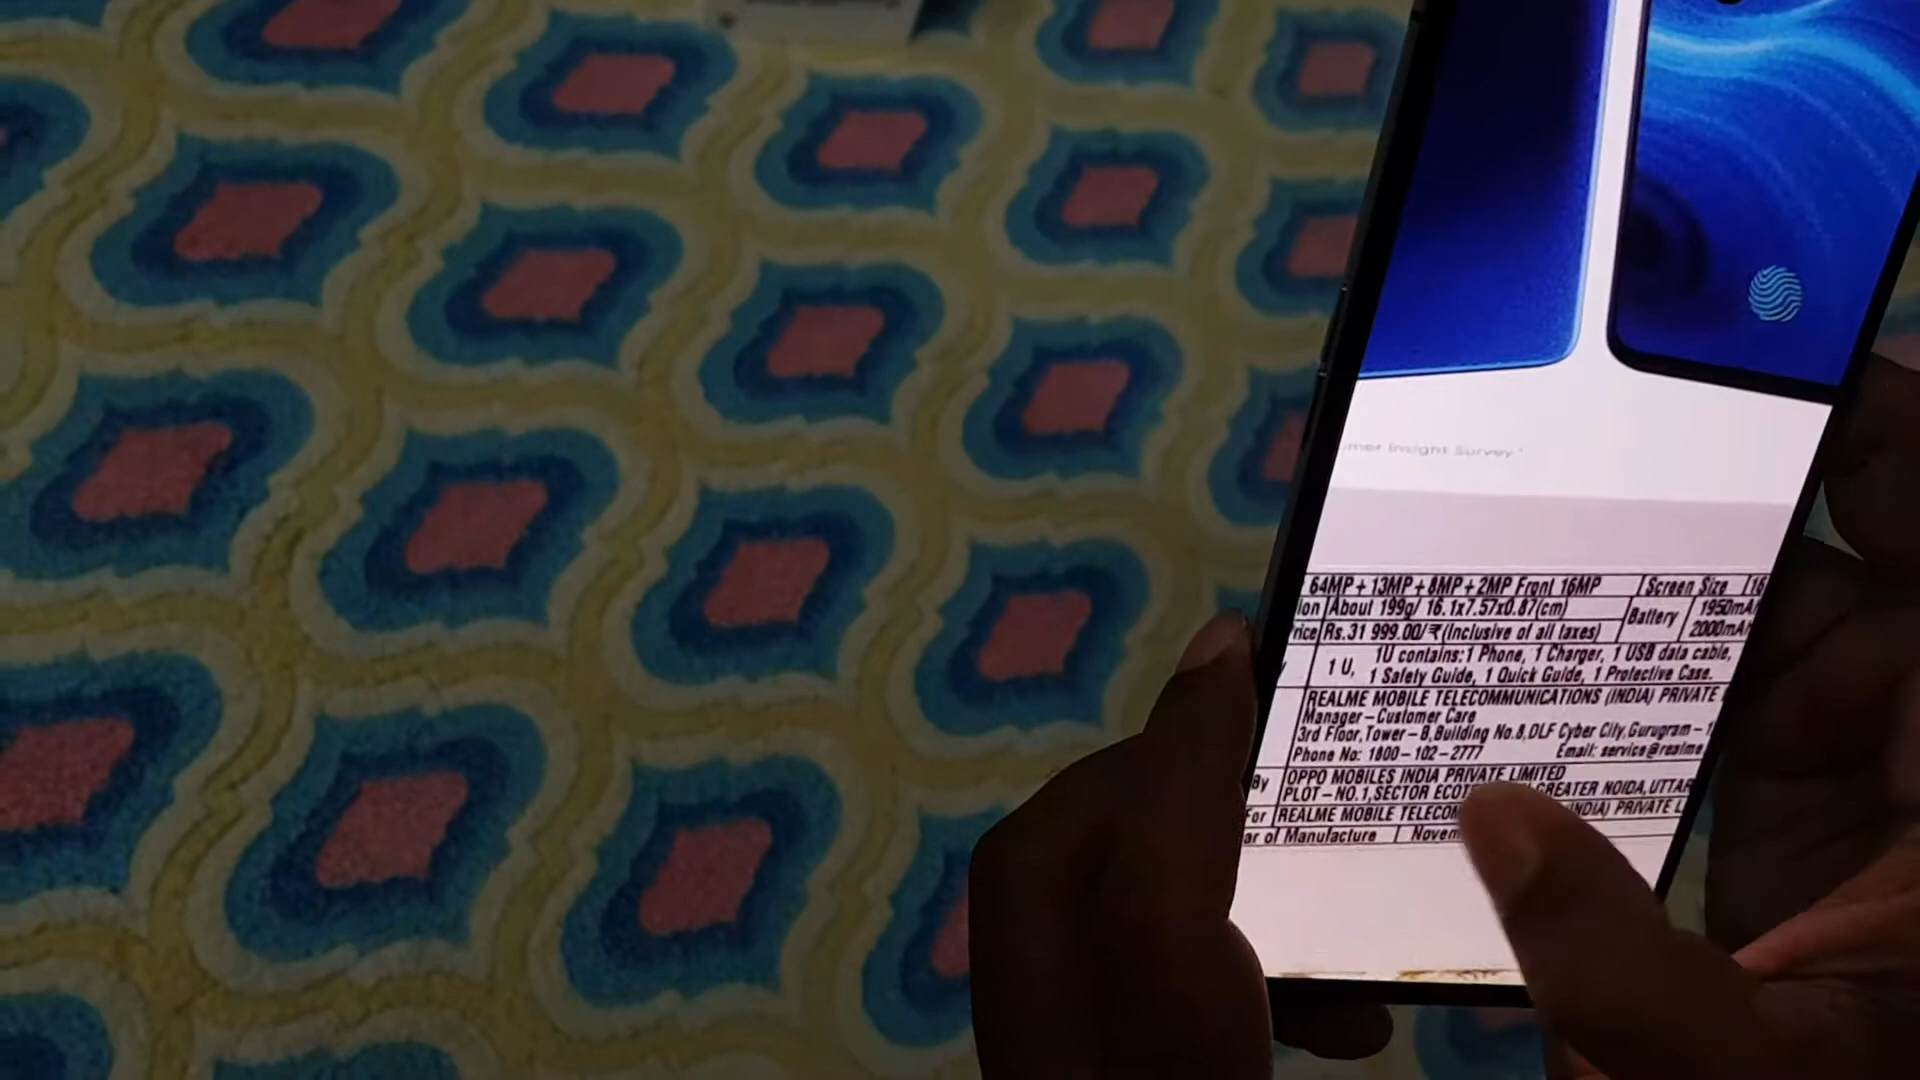 mer Insight Survey*
64MP+13MP+8MP+2MP Front 16MP Screen Size
About 199g/ 16.1x7.57x0.87(cm) Battery 1950mA
Rs.31 999.00/₹(Inclusive of all taxes) 2000mA
1 U, 1U contains:1 Phone, 1 Charger, 1 USB data cable,
1 Safety Guide, 1 Quick Guide, 1 Protective Case.
REALME MOBILE TELECOMMUNICATIONS (INDIA) PRIVATE
Manager-Customer Care
3rd Floor,Tower-B,Building No.8,DLF Cyber City,Gurugram-1
Phone No: 1800-102-2777 Email: service@realme
By OPPO MOBILES INDIA PRIVATE LIMITED
PLOT-NO.1,SECTOR ECOT GREATER NOIDA,UTTAR
For REALME MOBILE TELECOM INDIA) PRIVATE L
ar of Manufacture Novem